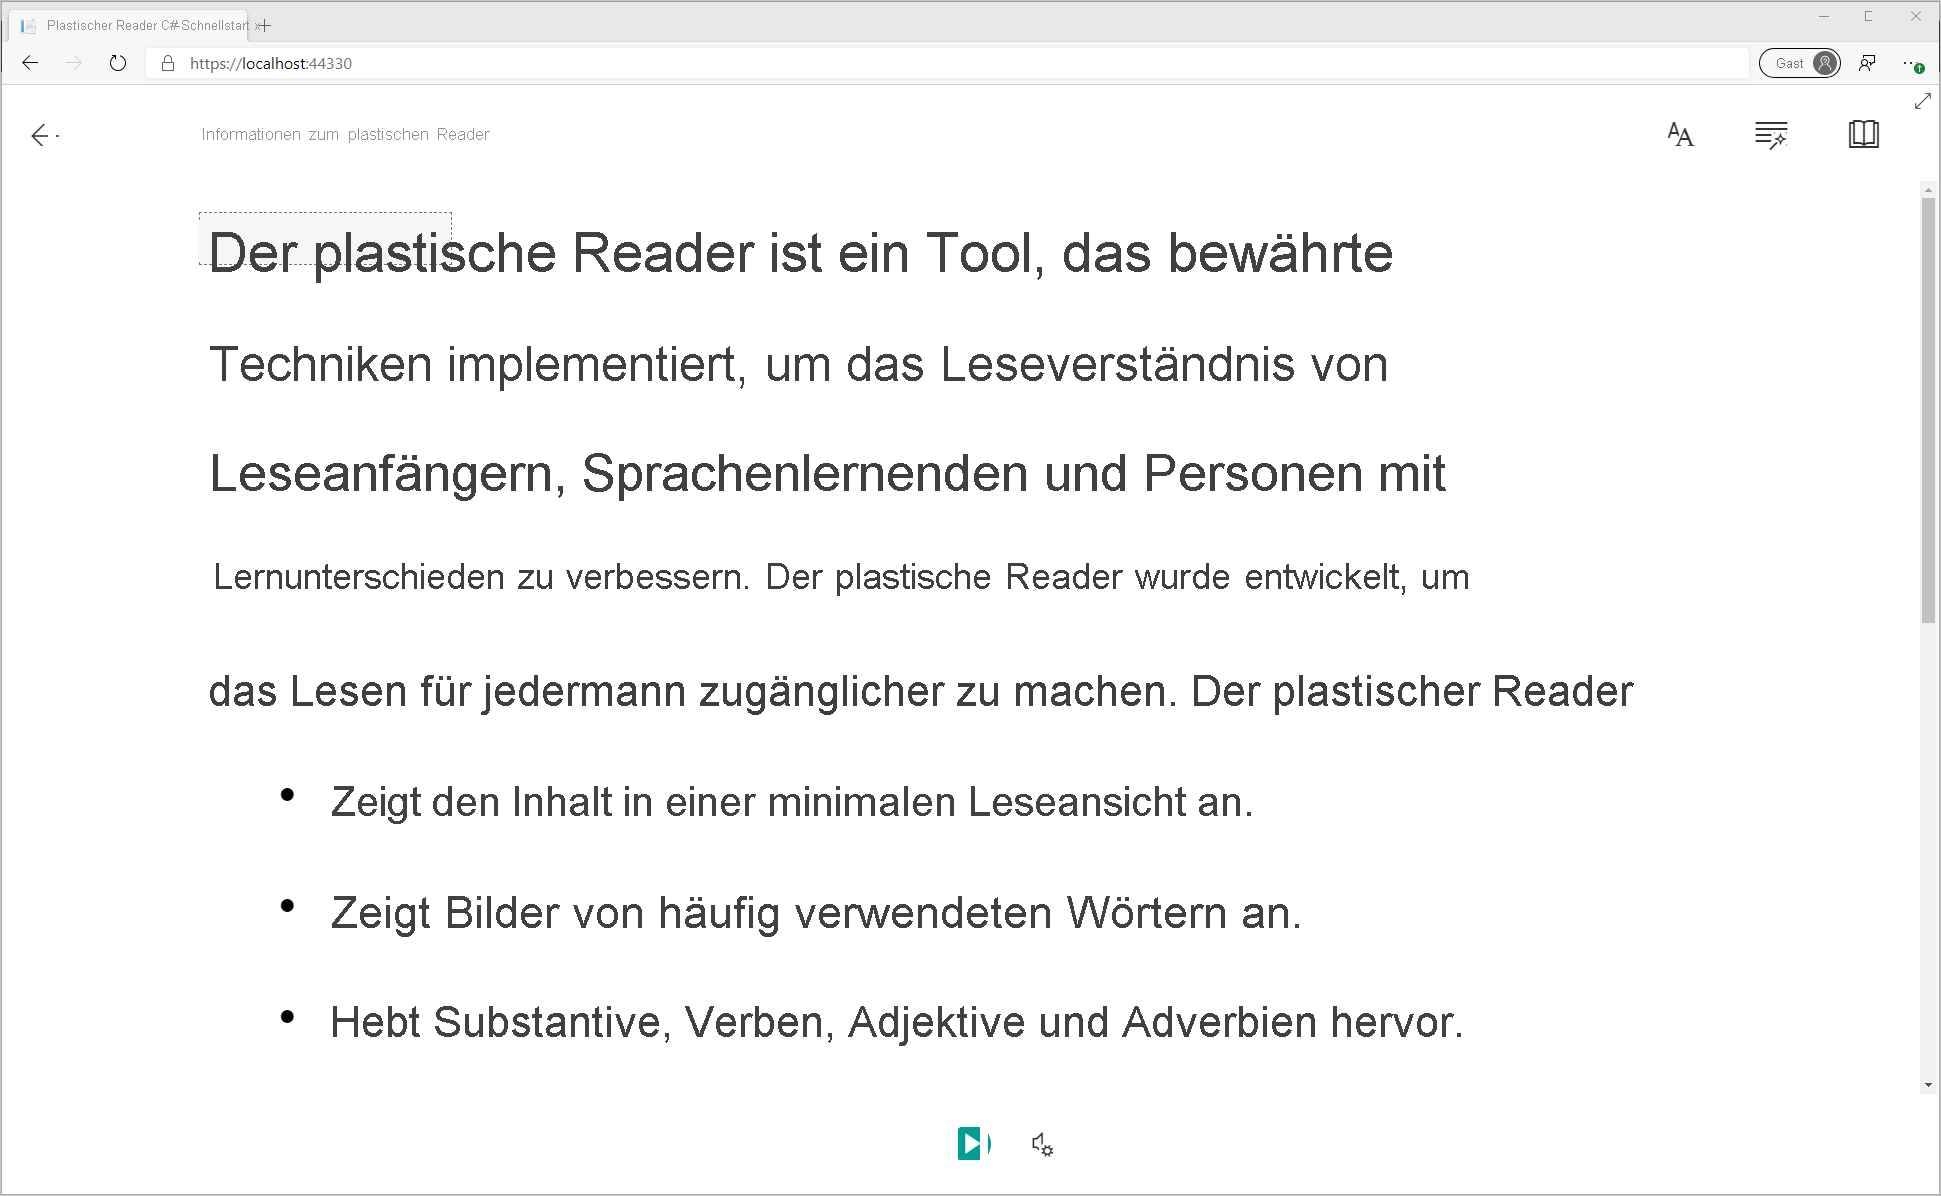 Plastischer Reader C#-Schnellstart x
https://localhost:44330
Gast
Informationen zum plastischen Reader
Der plastische Reader ist ein Tool, das bewährte
Techniken implementiert, um das Leseverständnis von
Leseanfängern, Sprachenlernenden und Personen mit
Lernunterschieden zu verbessern. Der plastische Reader wurde entwickelt, um
das Lesen für jedermann zugänglicher zu machen. Der plastischer Reader
• Zeigt den Inhalt in einer minimalen Leseansicht an.
• Zeigt Bilder von häufig verwendeten Wörtern an.
• Hebt Substantive, Verben, Adjektive und Adverbien hervor.